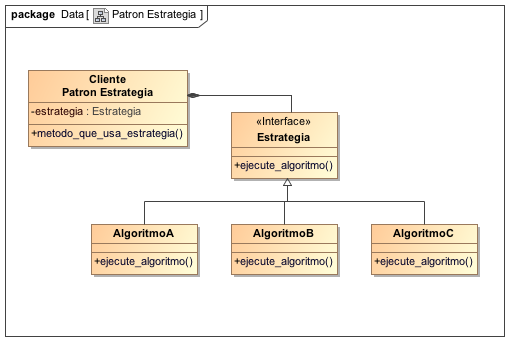 package Data [ Patron Estrategia ]
Cliente
Patron Estrategia
-estrategia : Estrategia
+metodo_que_usa_estrategia()
«Interface»
Estrategia
+ejecute_algoritmo()
AlgoritmoA
+ejecute_algoritmo()
AlgoritmoB
+ejecute_algoritmo()
AlgoritmoC
+ejecute_algoritmo()